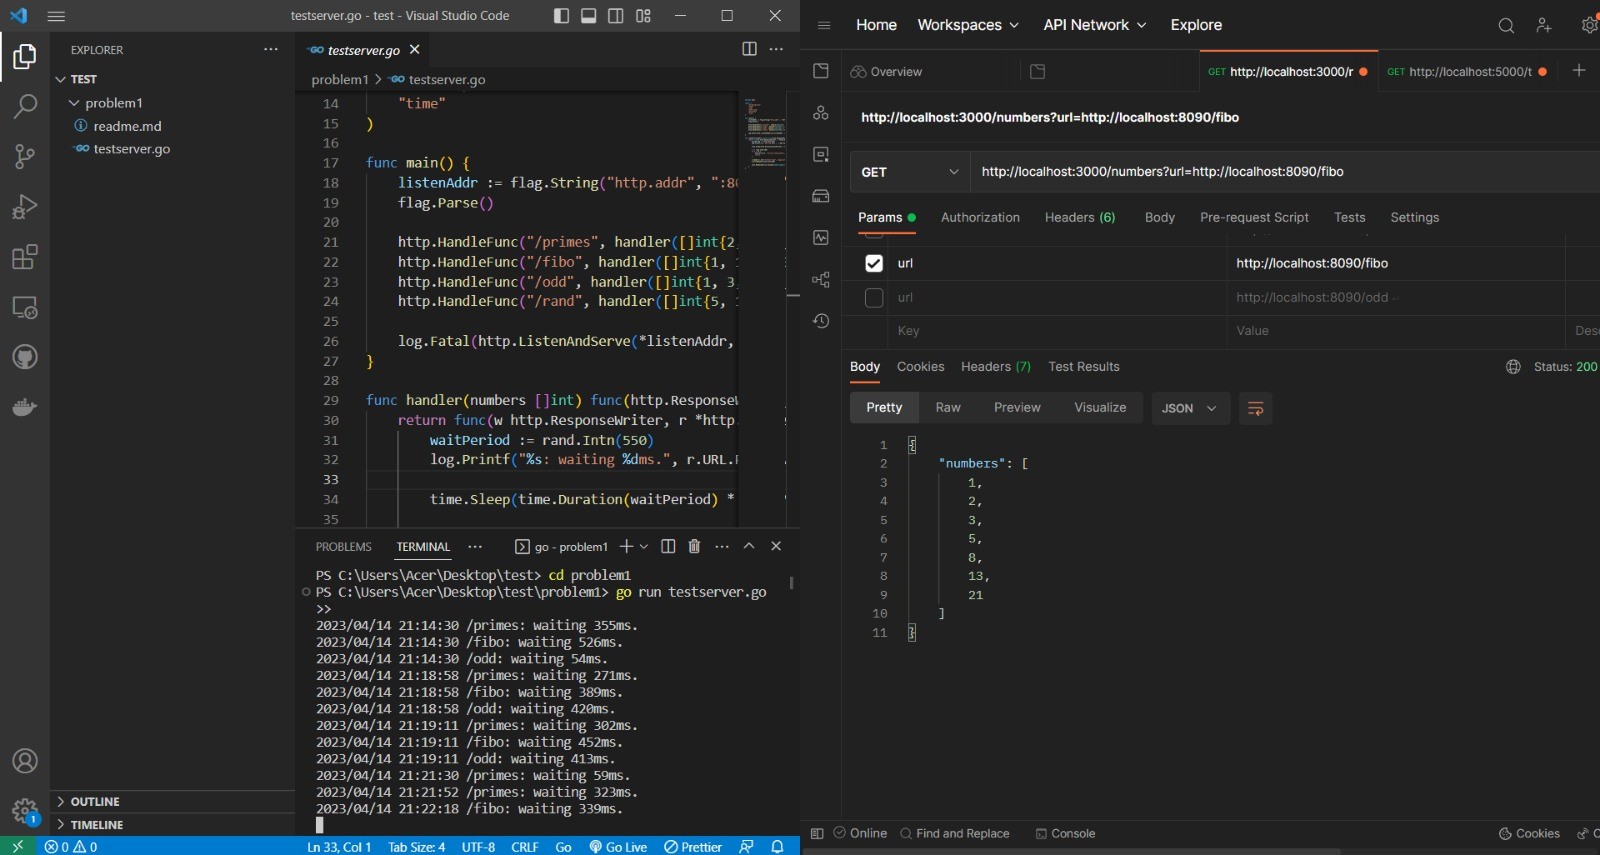 testserver.go - test - Visual Studio Code
EXPLORER
TEST
problem1
readme.md
testserver.go
OUTLINE
TIMELINE
testserver.go
problem1 > testserver.go
14 "time"
15 )
16
17 func main() {
18 listenAddr := flag.String("http.addr", ":80
19 flag.Parse()
20
21 http.HandleFunc("/primes", handler([]int{2,
22 http.HandleFunc("/fibo", handler([]int{1,
23 http.HandleFunc("/odd", handler([]int{1, 3,
24 http.HandleFunc("/rand", handler([]int{5,
25
26 log.Fatal(http.ListenAndServe(*listenAddr,
27 }
28
29 func handler(numbers []int) func(http.ResponseW
30 return func(w http.ResponseWriter, r *http.
31 waitPeriod := rand.Intn(550)
32 log.Printf("%s: waiting %dms.", r.URL.P
33
34 time.Sleep(time.Duration(waitPeriod) *
35
PROBLEMS TERMINAL go - problem1
PS C:\Users\Acer\Desktop\test> cd problem1
PS C:\Users\Acer\Desktop\test\problem1> go run testserver.go
>>
2023/04/14 21:14:30 /primes: waiting 355ms.
2023/04/14 21:14:30 /fibo: waiting 526ms.
2023/04/14 21:14:30 /odd: waiting 54ms.
2023/04/14 21:18:58 /primes: waiting 271ms.
2023/04/14 21:18:58 /fibo: waiting 389ms.
2023/04/14 21:18:58 /odd: waiting 420ms.
2023/04/14 21:19:11 /primes: waiting 302ms.
2023/04/14 21:19:11 /fibo: waiting 452ms.
2023/04/14 21:19:11 /odd: waiting 413ms.
2023/04/14 21:21:30 /primes: waiting 59ms.
2023/04/14 21:21:52 /primes: waiting 323ms.
2023/04/14 21:22:18 /fibo: waiting 339ms.
1
0 0 Ln 33, Col 1 Tab Size: 4 UTF-8 CRLF Go Go Live Prettier
Home Workspaces API Network Explore
Overview GET http://localhost:3000/r GET http://localhost:5000/t
http://localhost:3000/numbers?url=http://localhost:8090/fibo
GET http://localhost:3000/numbers?url=http://localhost:8090/fibo
Params Authorization Headers (6) Body Pre-request Script Tests Settings
url http://localhost:8090/fibo
url http://localhost:8090/odd
Key Value Desc
Body Cookies Headers (7) Test Results Status: 200
Pretty Raw Preview Visualize JSON
1 {
2 "numbers": [
3 1,
4 2,
5 3,
6 5,
7 8,
8 13,
9 21
10 ]
11 }
Online Find and Replace Console Cookies